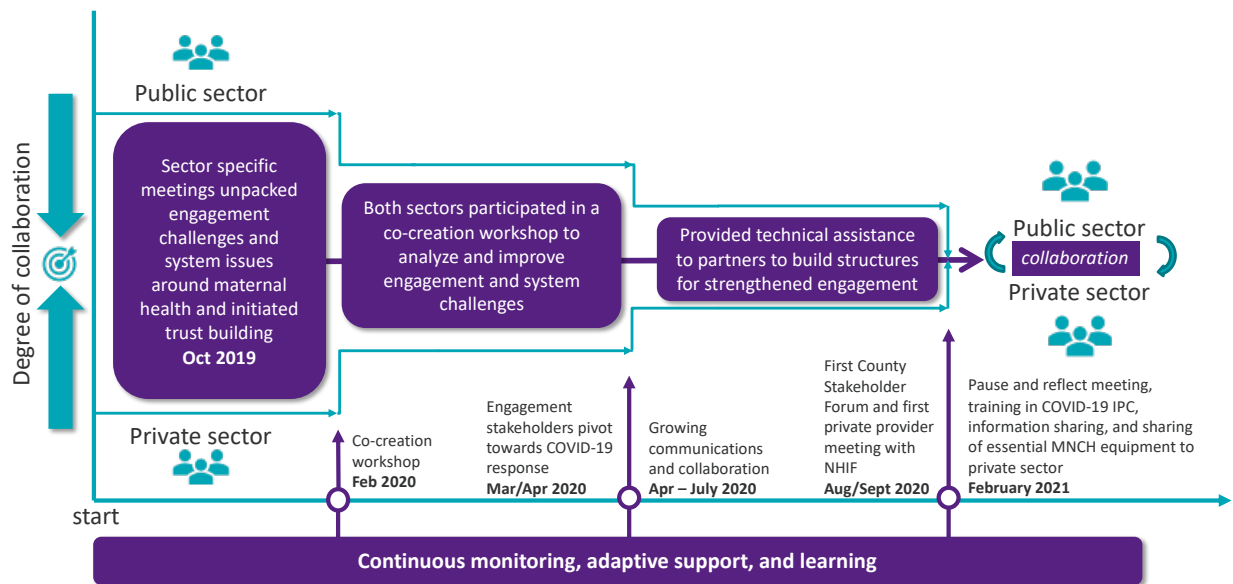 Degree of collaboration
Public sector
Sector specific
meetings unpacked
engagement
challenges and
system issues
around maternal
health and initiated
trust building
Oct 2019
Private sector
Both sectors participated in a
co-creation workshop to
analyze and improve
engagement and system
challenges
Provided technical assistance
to partners to build structures
for strengthened engagement
Public sector
collaboration
Private sector
Co-creation
workshop
Feb 2020
Engagement
stakeholders pivot
towards COVID-19
response
Mar/Apr 2020
Growing
communications
and collaboration
Apr – July 2020
First County
Stakeholder
Forum and first
private provider
meeting with
NHIF
Aug/Sept 2020
Pause and reflect meeting,
training in COVID-19 IPC,
information sharing, and sharing
of essential MNCH equipment to
private sector
February 2021
start
Continuous monitoring, adaptive support, and learning